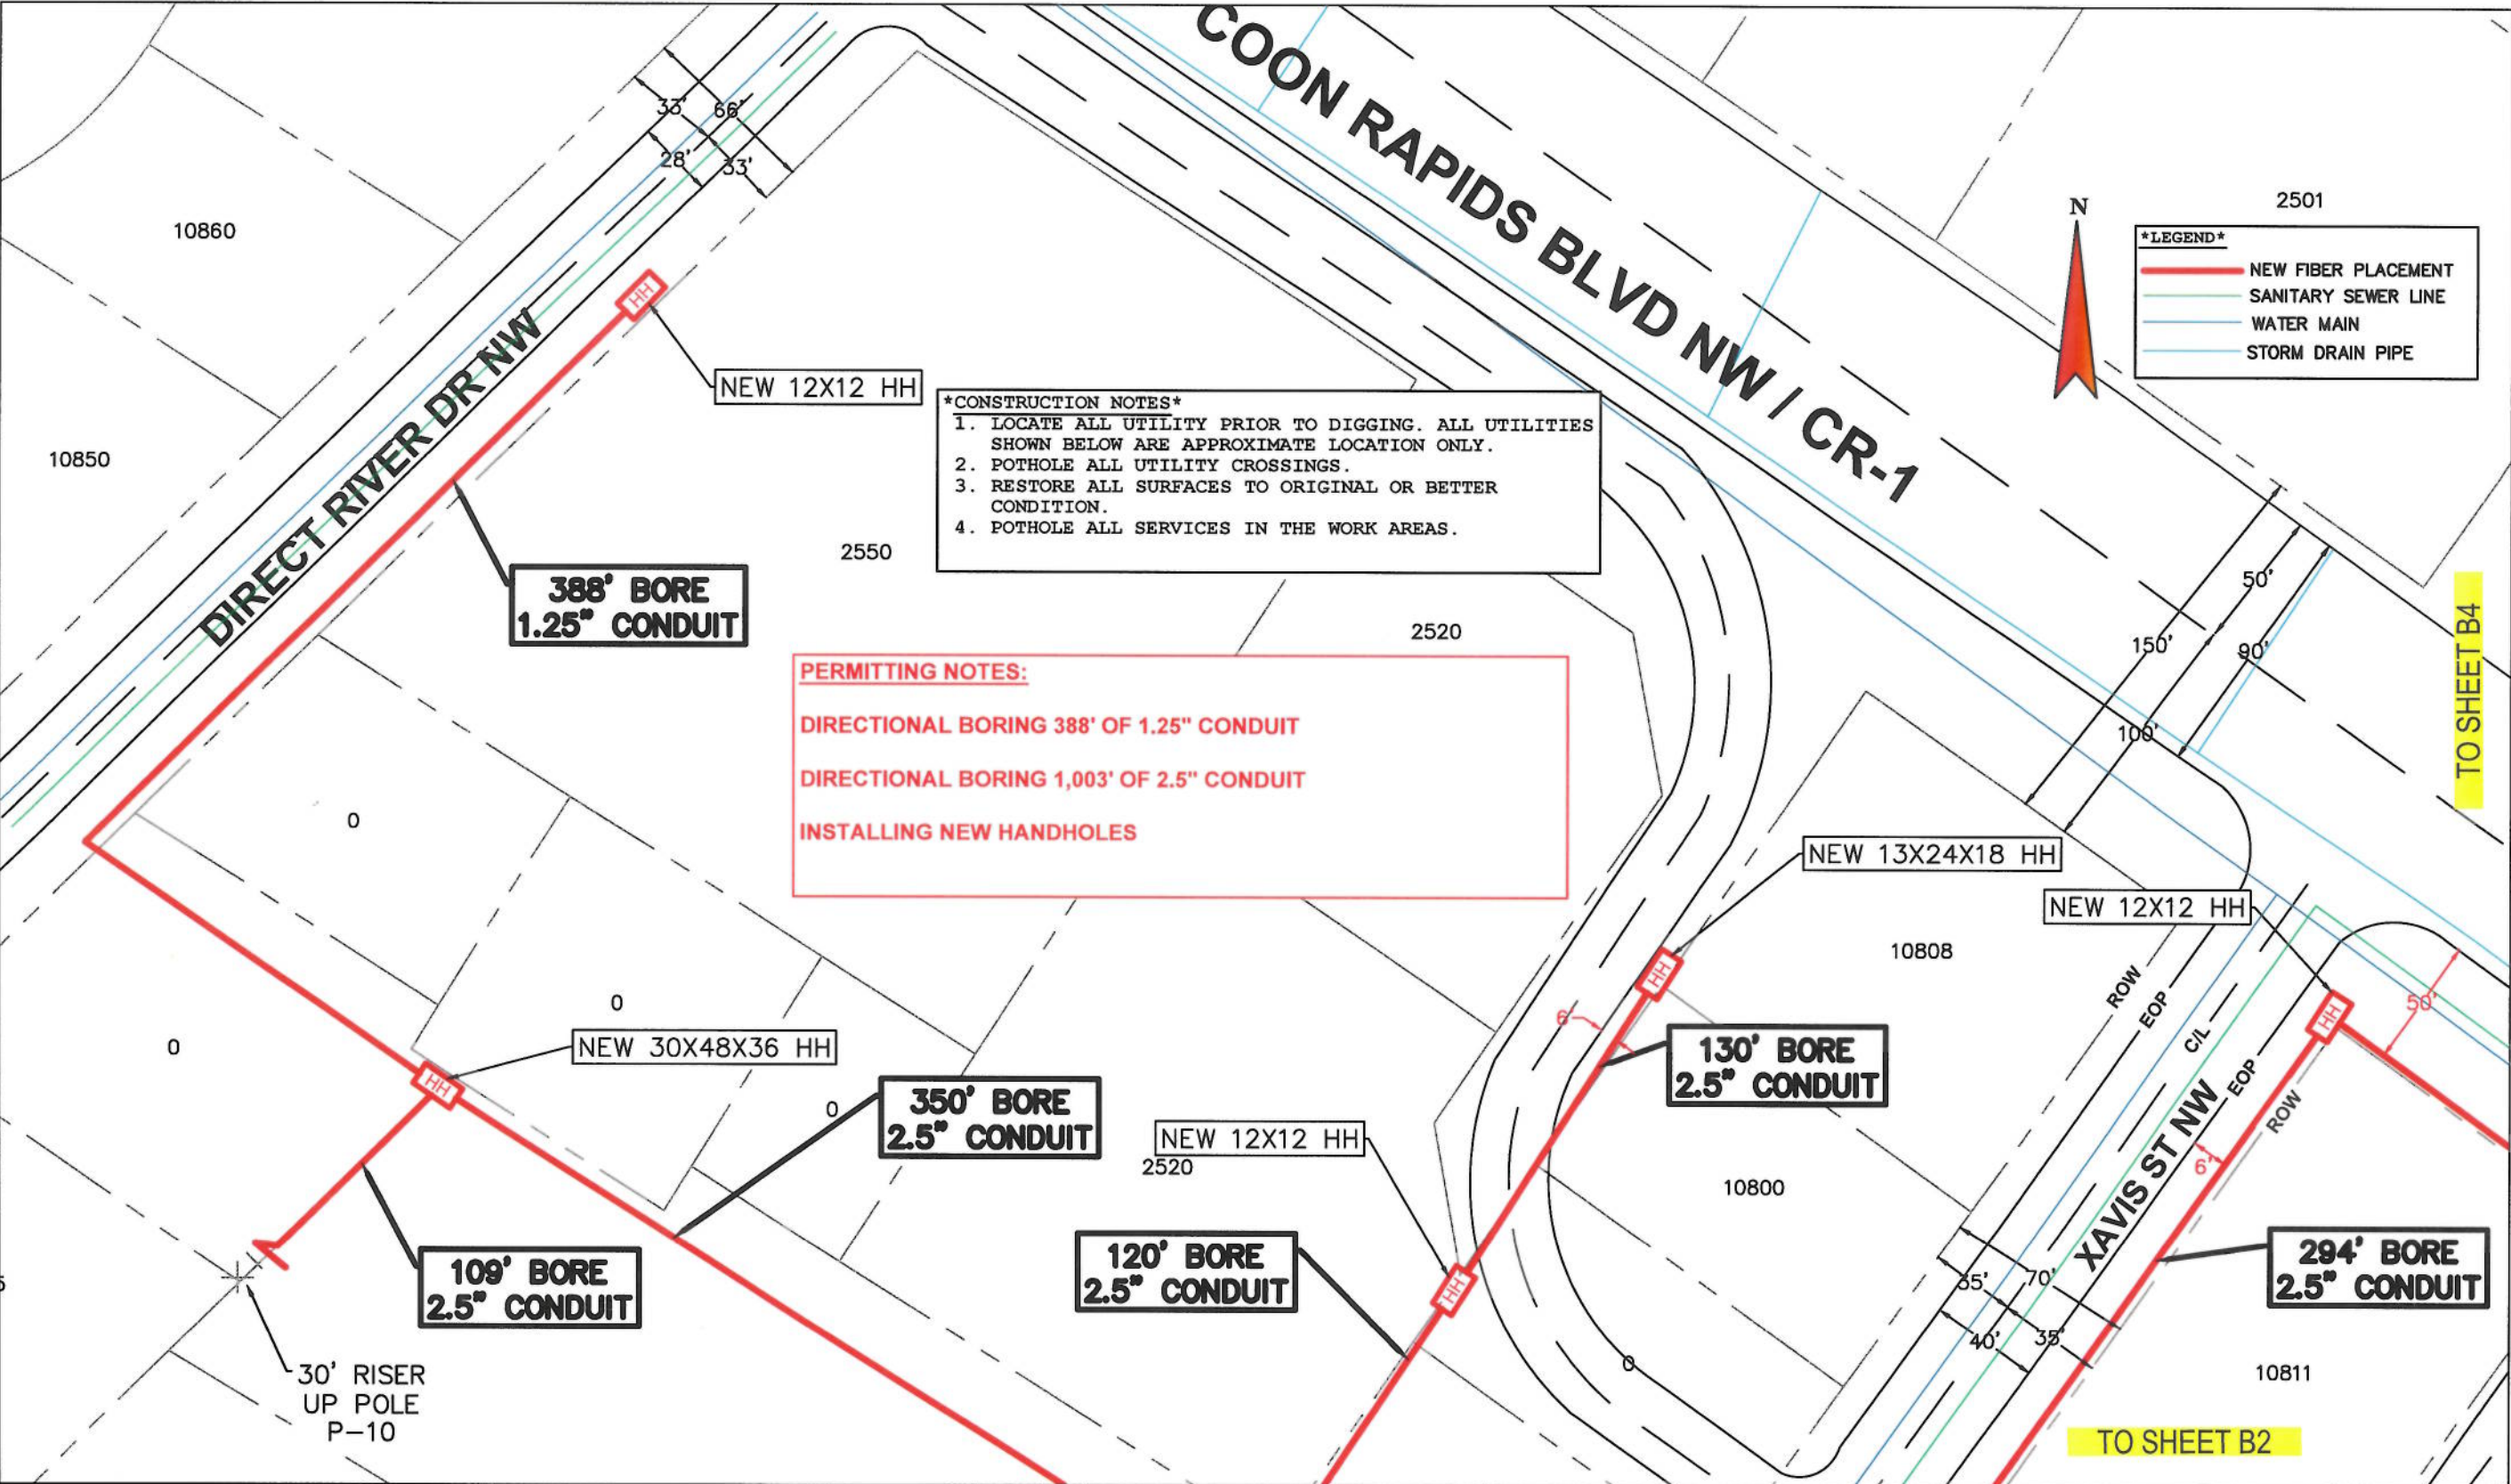 COON RAPIDS BLVD NW / CR-1
33'
66'
28'
33'
10860
2501
N
*LEGEND*
NEW FIBER PLACEMENT
SANITARY SEWER LINE
WATER MAIN
STORM DRAIN PIPE
HH
NEW 12X12 HH
DIRECT RIVER DR NW
10850
*CONSTRUCTION NOTES*
1. LOCATE ALL UTILITY PRIOR TO DIGGING. ALL UTILITIES
SHOWN BELOW ARE APPROXIMATE LOCATION ONLY.
2. POTHOLE ALL UTILITY CROSSINGS.
3. RESTORE ALL SURFACES TO ORIGINAL OR BETTER
CONDITION.
4. POTHOLE ALL SERVICES IN THE WORK AREAS.
2550
388' BORE
1.25" CONDUIT
2520
50'
150'
90'
100'
TO SHEET B4
PERMITTING NOTES:
DIRECTIONAL BORING 388' OF 1.25" CONDUIT
DIRECTIONAL BORING 1,003' OF 2.5" CONDUIT
INSTALLING NEW HANDHOLES
0
NEW 13X24X18 HH
NEW 12X12 HH
10808
HH
6'
130' BORE
2.5" CONDUIT
ROW
EOP
C/L
EOP
ROW
HH
50'
0
0
NEW 30X48X36 HH
HH
0
350' BORE
2.5" CONDUIT
NEW 12X12 HH
2520
10800
XAVIS ST NW
6'
109' BORE
2.5" CONDUIT
120' BORE
2.5" CONDUIT
HH
294' BORE
2.5" CONDUIT
35'
70'
40'
35'
0
30' RISER
UP POLE
P-10
10811
TO SHEET B2